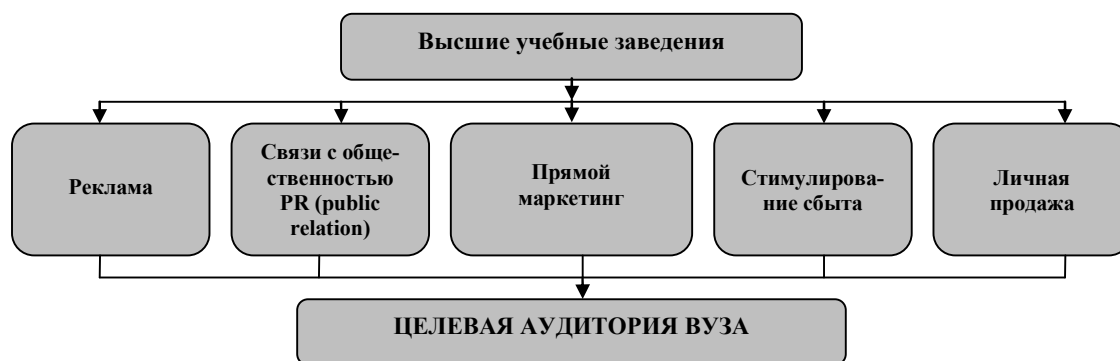 Высшие учебные заведения
Реклама
Связи с обще-
ственностью
PR (public
relation)
Прямой
маркетинг
Стимулирова-
ние сбыта
Личная
продажа
ЦЕЛЕВАЯ АУДИТОРИЯ ВУЗА